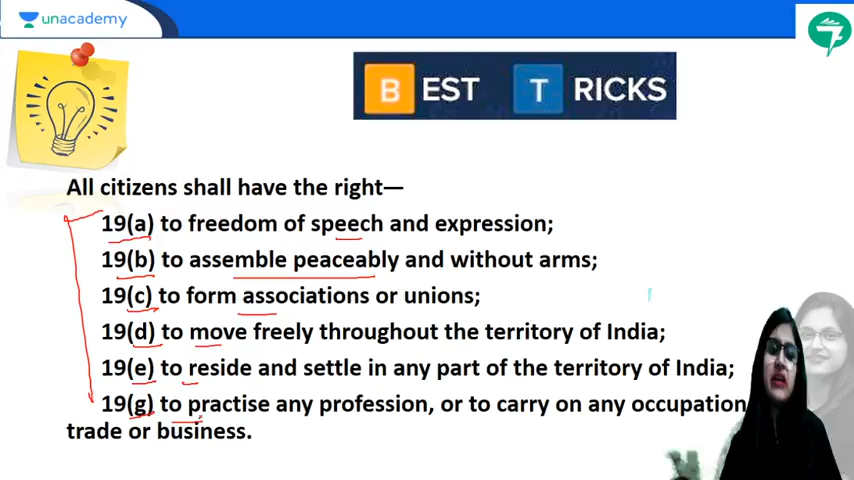 unacademy
BEST TRICKS
All citizens shall have the right—
19(a) to freedom of speech and expression;
19(b) to assemble peaceably and without arms;
19(c) to form associations or unions;
19(d) to move freely throughout the territory of India;
19(e) to reside and settle in any part of the territory of India;
19(g) to practise any profession, or to carry on any occupation
trade or business.